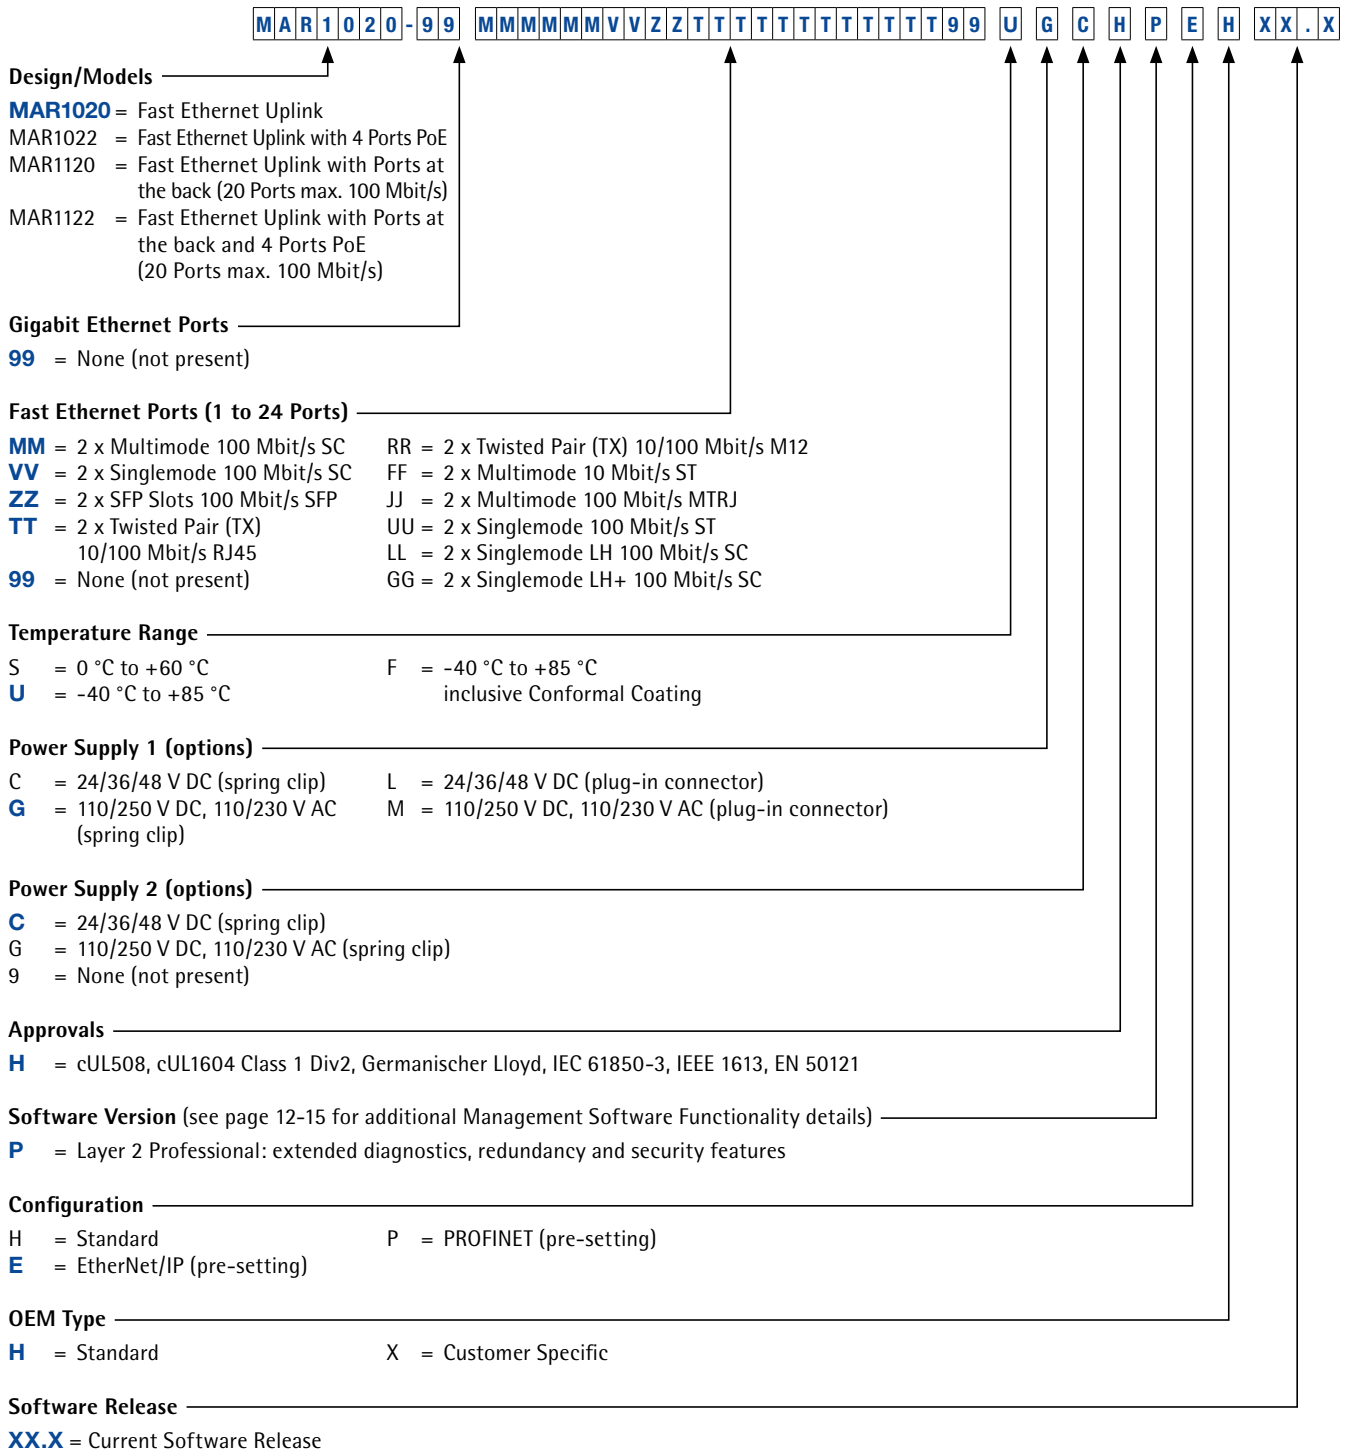 MAR1020-99 MMMMMMVVZZTTTTTTTTTTTT99 U G C H P E H XX.X
Design/Models
MAR1020 = Fast Ethernet Uplink
MAR1022 = Fast Ethernet Uplink with 4 Ports PoE
MAR1120 = Fast Ethernet Uplink with Ports at
the back (20 Ports max. 100 Mbit/s)
MAR1122 = Fast Ethernet Uplink with Ports at
the back and 4 Ports PoE
(20 Ports max. 100 Mbit/s)
Gigabit Ethernet Ports
99 = None (not present)
Fast Ethernet Ports (1 to 24 Ports)
MM = 2 x Multimode 100 Mbit/s SC
VV = 2 x Singlemode 100 Mbit/s SC
ZZ = 2 x SFP Slots 100 Mbit/s SFP
TT = 2 x Twisted Pair (TX)
10/100 Mbit/s RJ45
99 = None (not present)
RR = 2 x Twisted Pair (TX) 10/100 Mbit/s M12
FF = 2 x Multimode 10 Mbit/s ST
JJ = 2 x Multimode 100 Mbit/s MTRJ
UU = 2 x Singlemode 100 Mbit/s ST
LL = 2 x Singlemode LH 100 Mbit/s SC
GG = 2 x Singlemode LH+ 100 Mbit/s SC
Temperature Range
S = 0 °C to +60 °C
U = -40 °C to +85 °C
F = -40 °C to +85 °C
inclusive Conformal Coating
Power Supply 1 (options)
C = 24/36/48 V DC (spring clip)
G = 110/250 V DC, 110/230 V AC
(spring clip)
L = 24/36/48 V DC (plug-in connector)
M = 110/250 V DC, 110/230 V AC (plug-in connector)
Power Supply 2 (options)
C = 24/36/48 V DC (spring clip)
G = 110/250 V DC, 110/230 V AC (spring clip)
9 = None (not present)
Approvals
H = cUL508, cUL1604 Class 1 Div2, Germanischer Lloyd, IEC 61850-3, IEEE 1613, EN 50121
Software Version (see page 12-15 for additional Management Software Functionality details)
P = Layer 2 Professional: extended diagnostics, redundancy and security features
Configuration
H = Standard
E = EtherNet/IP (pre-setting)
P = PROFINET (pre-setting)
OEM Type
H = Standard
X = Customer Specific
Software Release
XX.X = Current Software Release